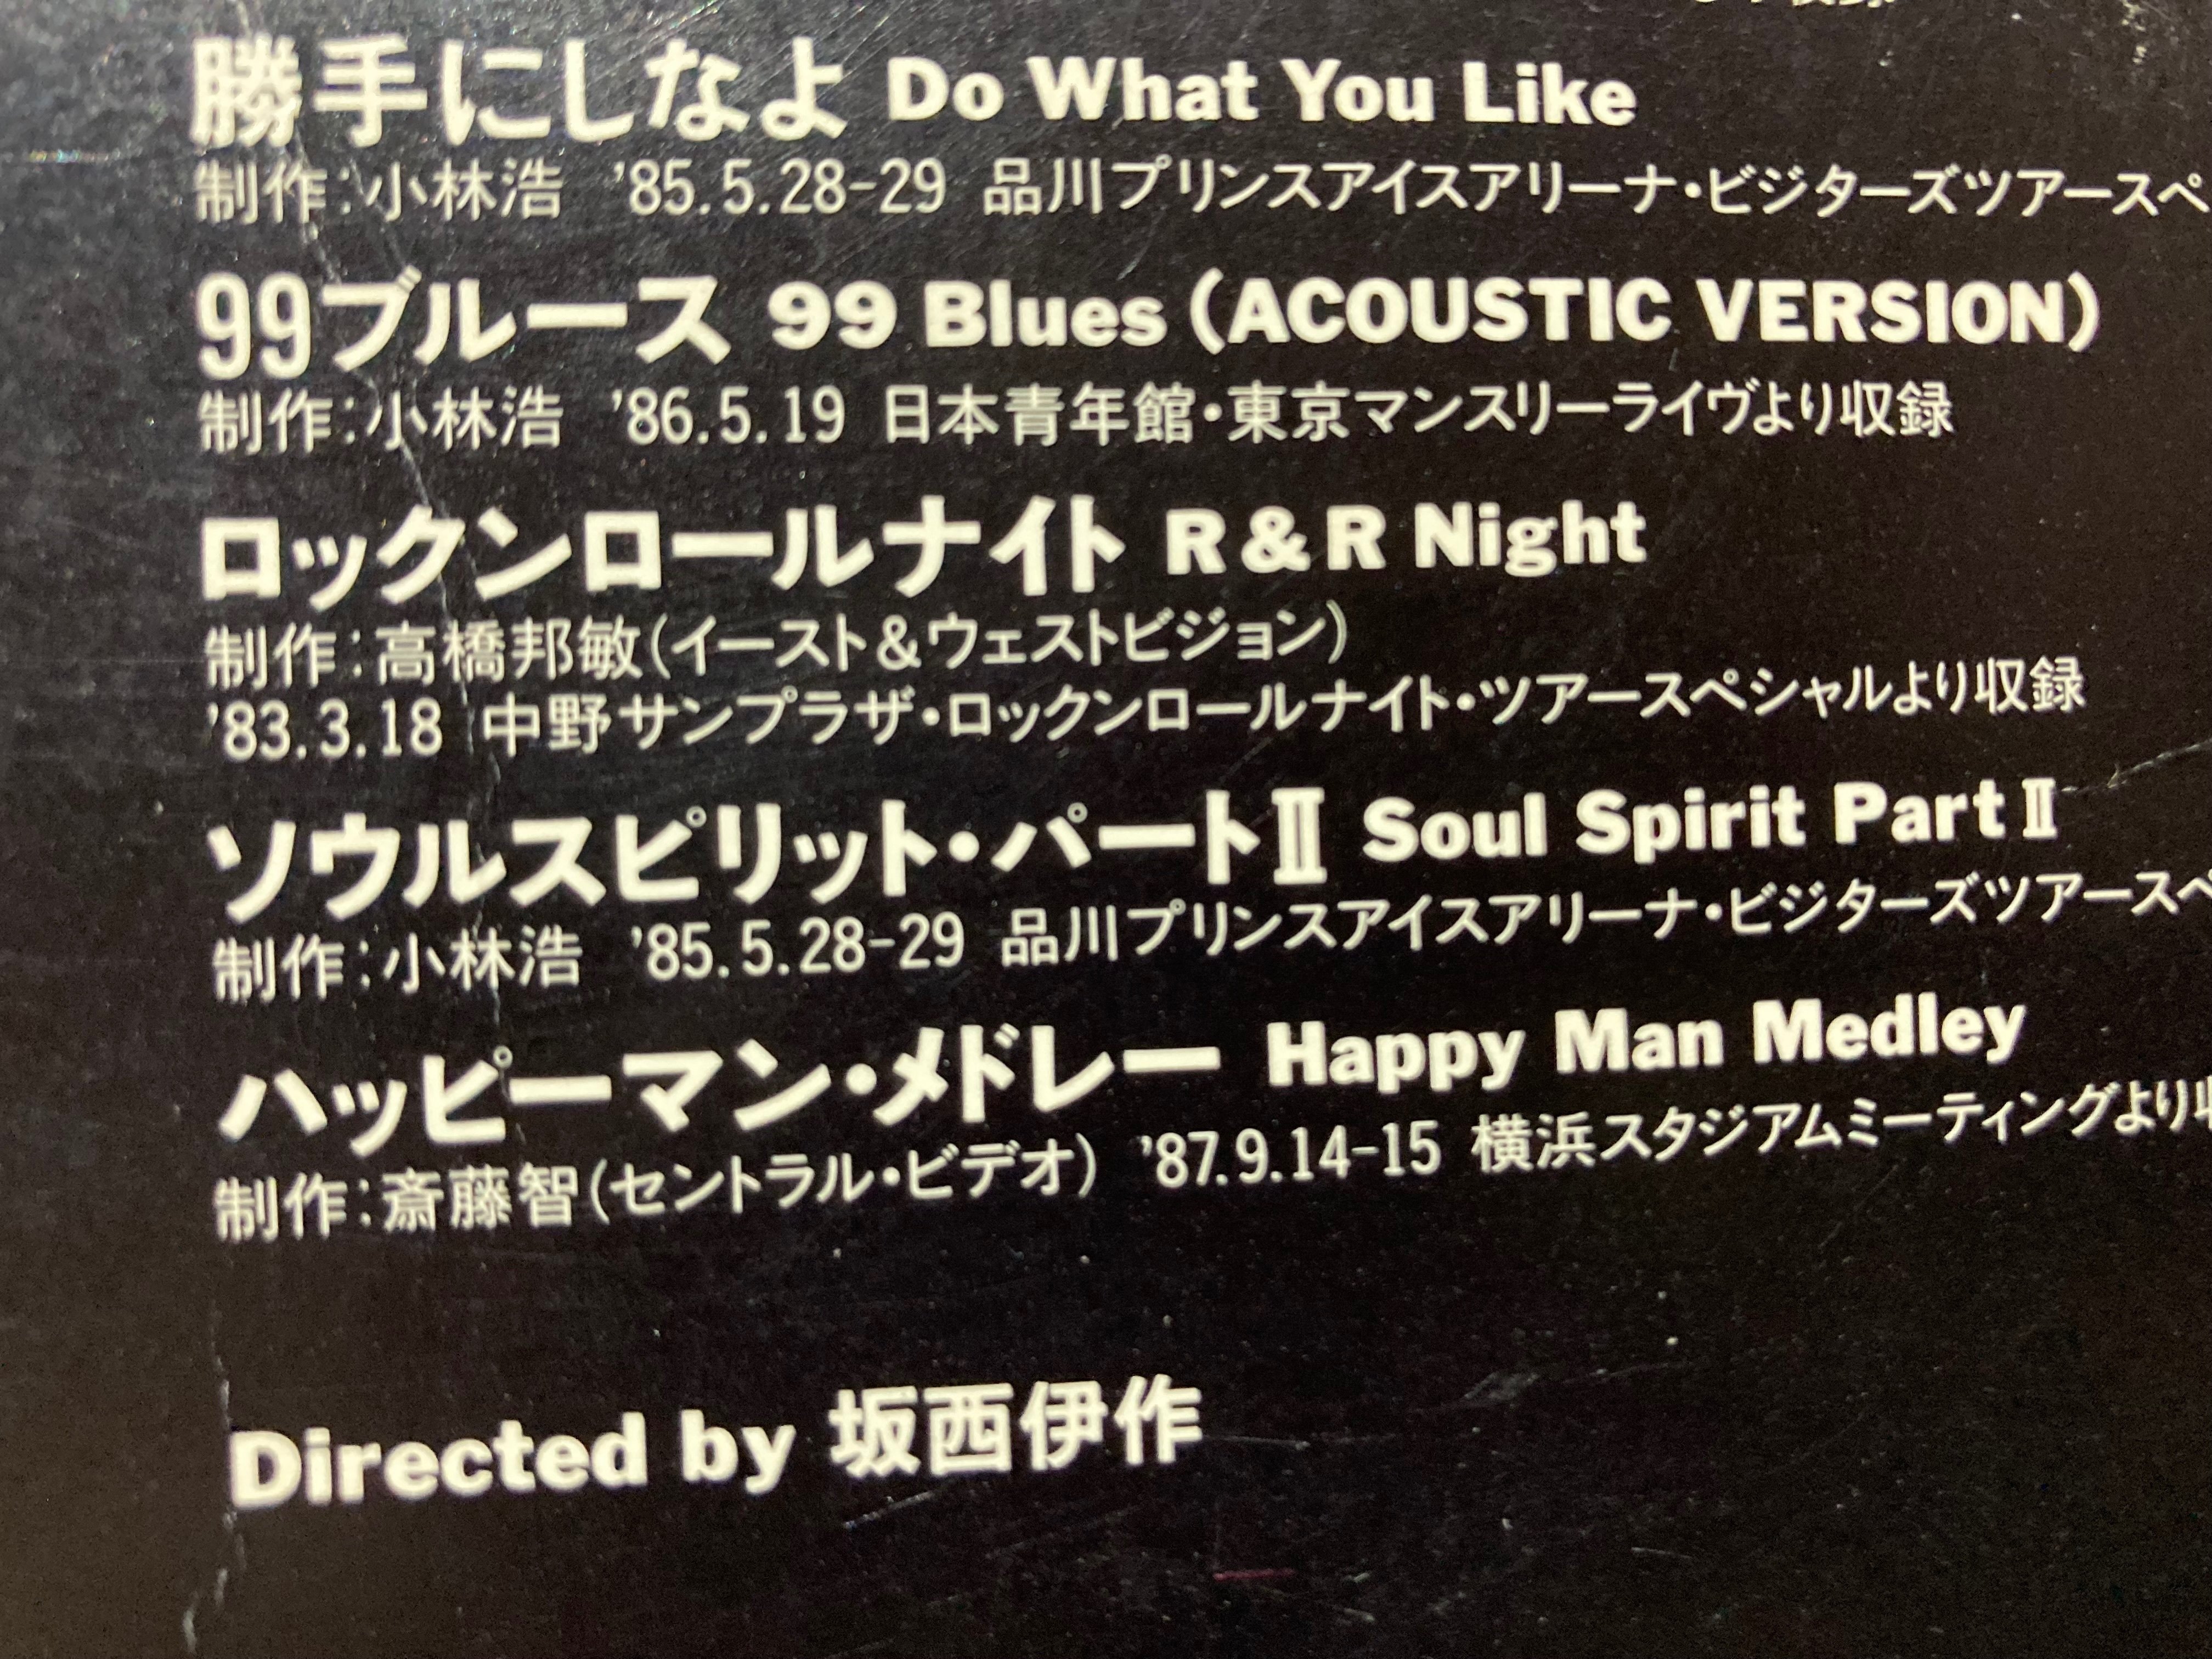 勝手にしなよ Do What You Like
制作:小林浩 '85.5.28-29 品川プリンスアイスアリーナ・ビジターズツアースペ
99ブルース 99 Blues (ACOUSTIC VERSION)
制作:小林浩 '86.5.19 日本青年館・東京マンスリーライヴより収録
ロックンロールナイト R&R Night
制作:高橋邦敏(イースト&ウェストビジョン)
'83.3.18 中野サンプラザ・ロックンロールナイト・ツアースペシャルより収録
ソウルスピリット・パートⅡ Soul Spirit PartⅡ
制作:小林浩 '85.5.28-29 品川プリンスアイスアリーナ・ビジターズツアースペ
ハッピーマン・メドレー Happy Man Medley
制作:斎藤智(セントラル・ビデオ) '87.9.14-15 横浜スタジアムミーティングより収
Directed by 坂西伊作